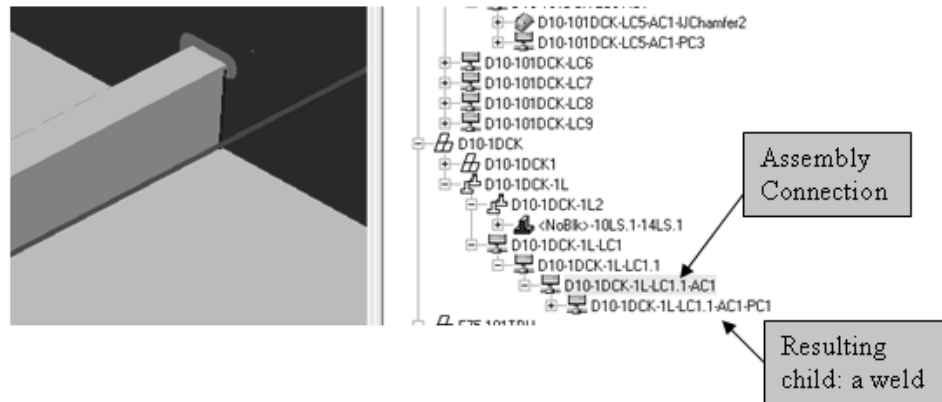 D10-101DCK-LC5-AC1-IJChamfer2
D10-101DCK-LC5-AC1-PC3
D10-101DCK-LC6
D10-101DCK-LC7
D10-101DCK-LC8
D10-101DCK-LC9
D10-1DCK
D10-1DCK1
D10-1DCK-1L
D10-1DCK-1L2
<NoBlk>-10LS.1-14LS.1
D10-1DCK-1L-LC1
D10-1DCK-1L-LC1.1
D10-1DCK-1L-LC1.1-AC1
D10-1DCK-1L-LC1.1-AC1-PC1
Assembly
Connection
Resulting
child: a weld